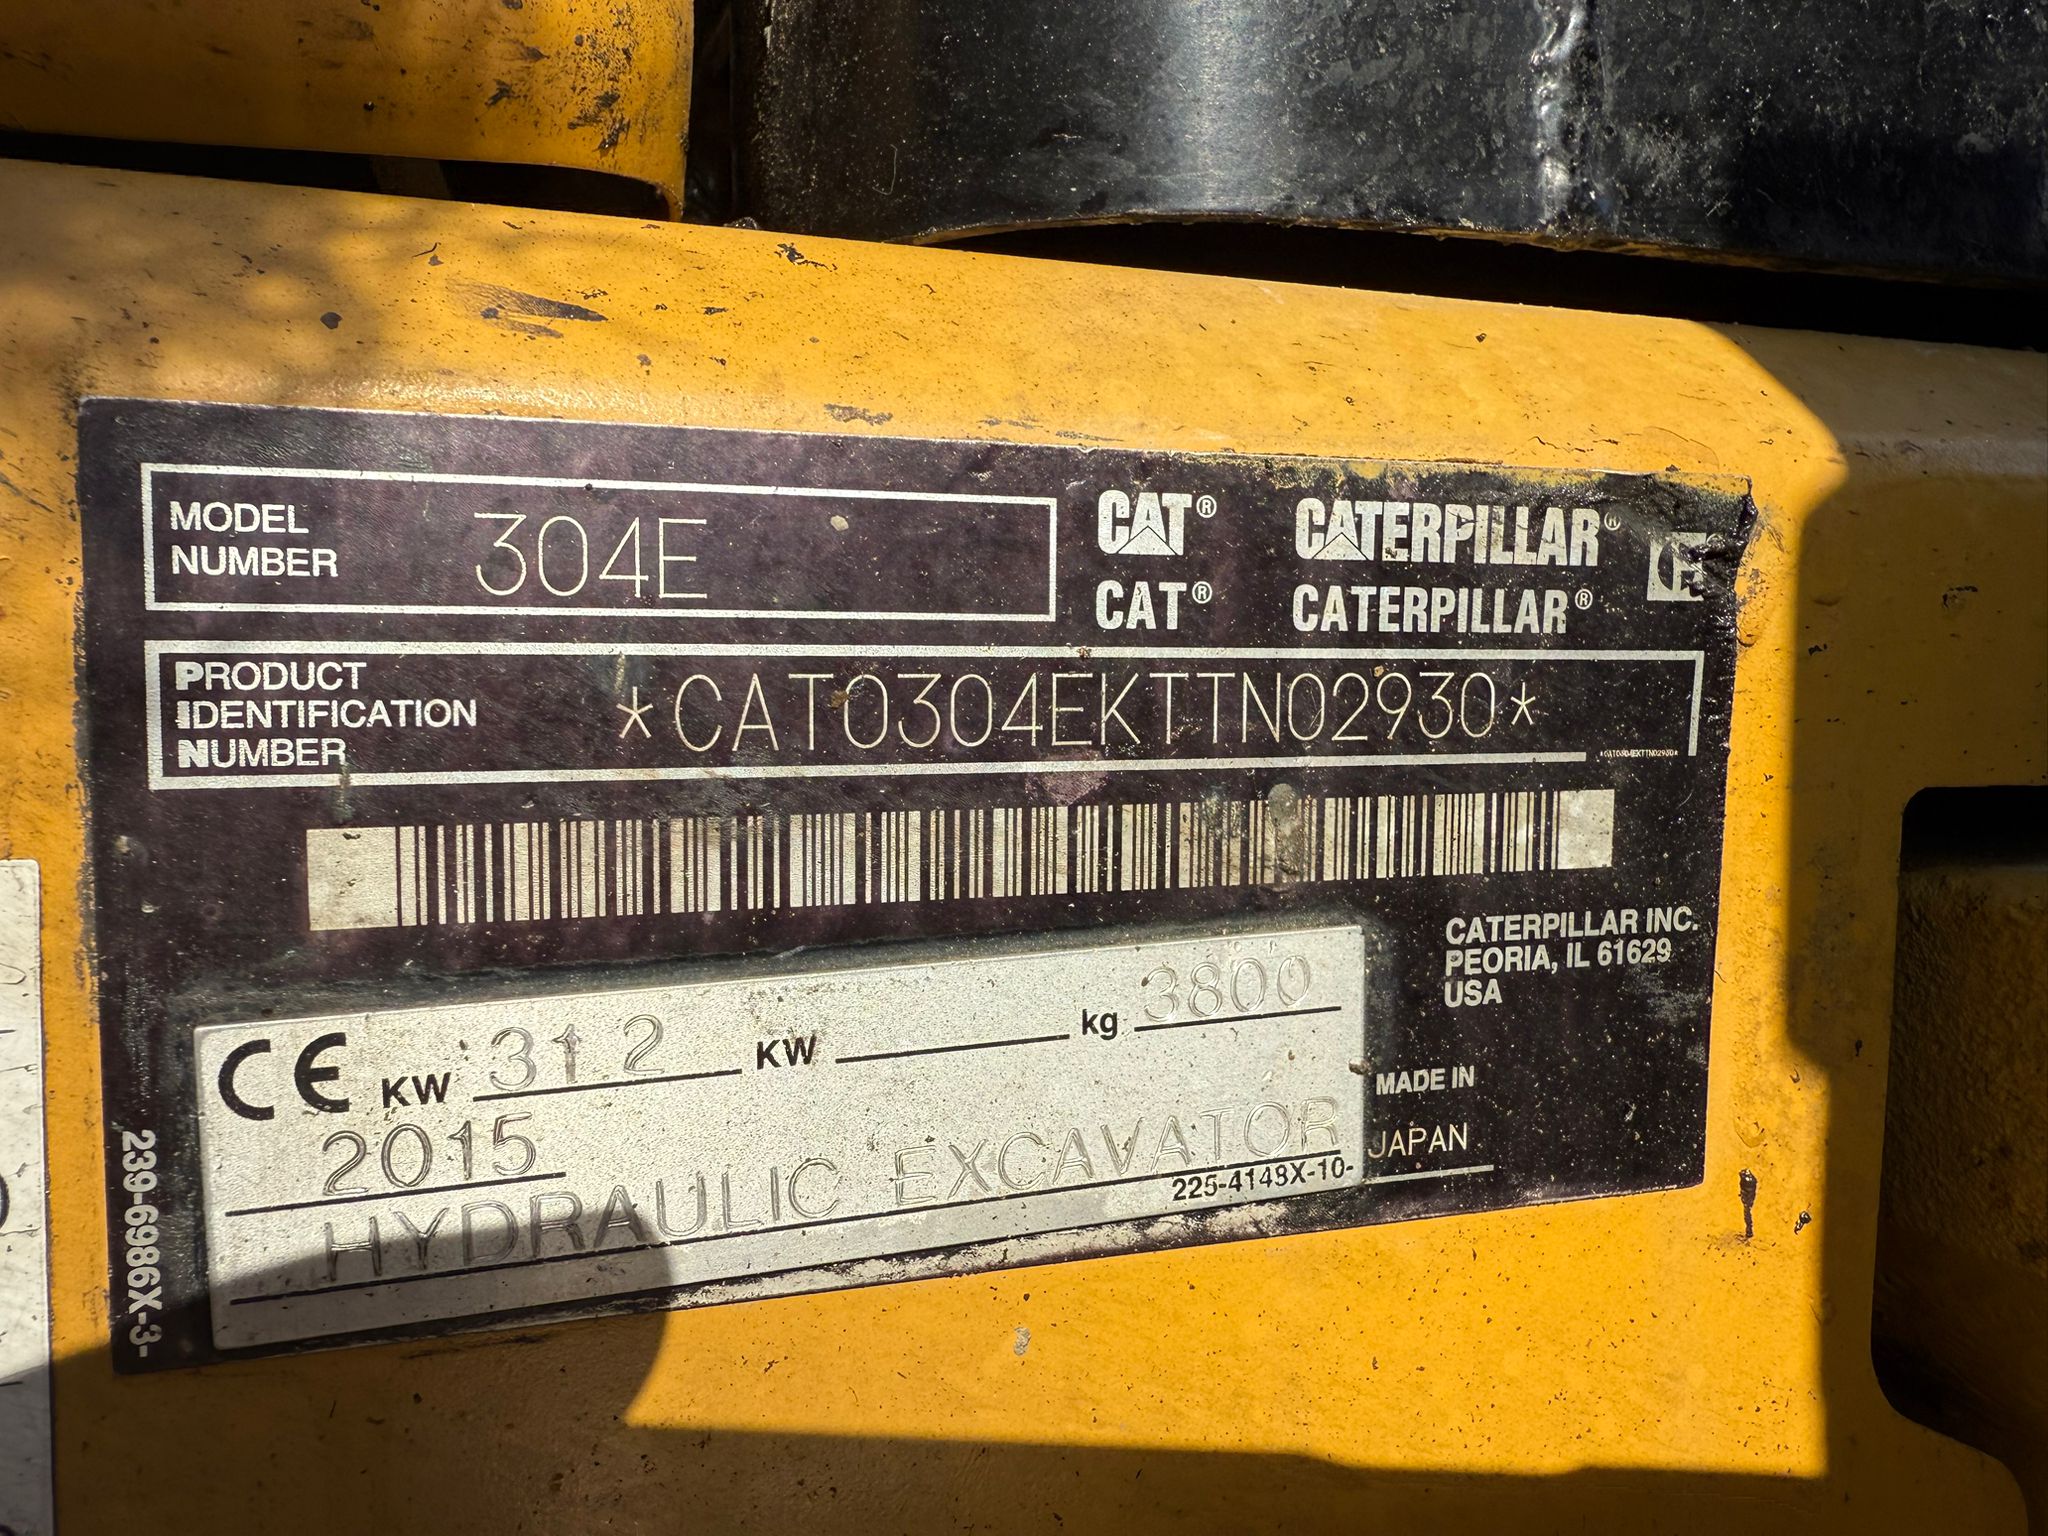 MODEL
NUMBER
304E
CAT® CATERPILLAR®
CAT® CATERPILLAR®
PRODUCT
IDENTIFICATION
NUMBER
*CAT0304EKTTN02930*
*CAT0304EKTTN02930*
CATERPILLAR INC.
PEORIA, IL 61629
USA
CE KW 31.2 KW kg 3800
2015
HYDRAULIC EXCAVATOR
225-4148X-10-
MADE IN
JAPAN
239-6986X-3-